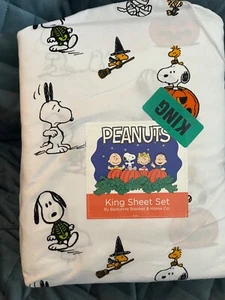 KING
PEANUTS
King Sheet Set
By Berkshire Blanket & Home Co.